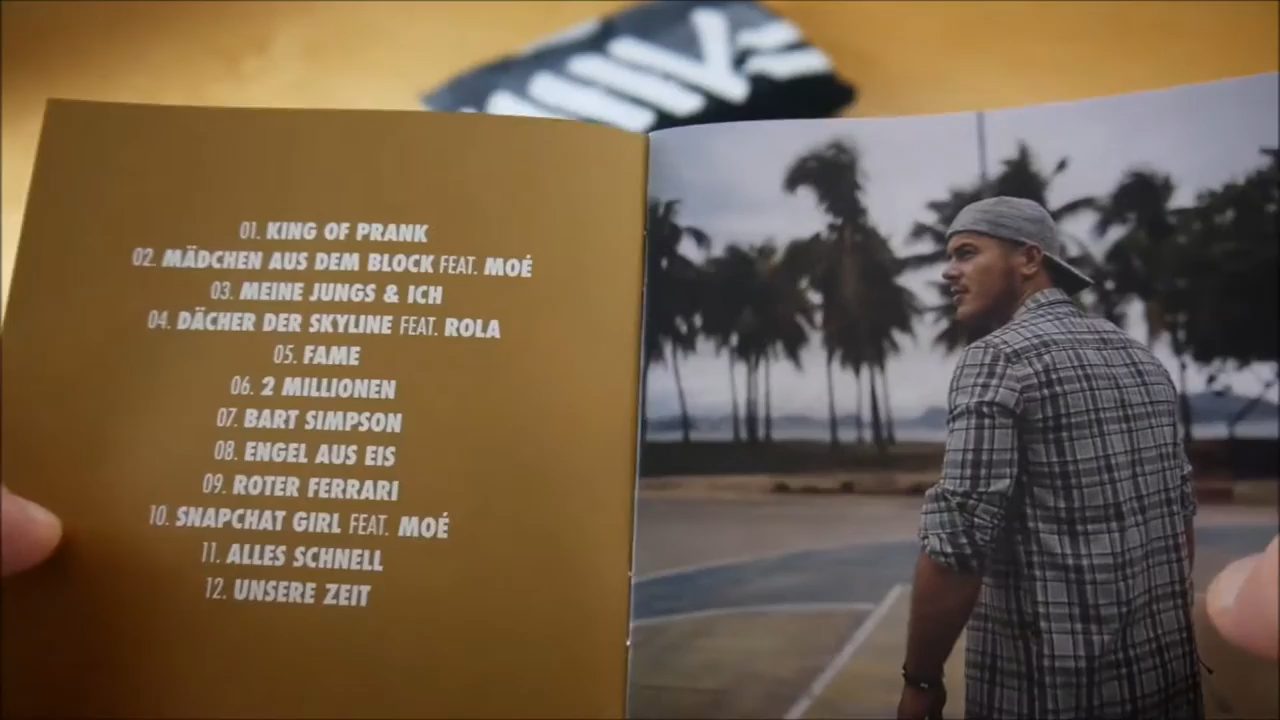 01. KING OF PRANK
02. MÄDCHEN AUS DEM BLOCK FEAT. MOÉ
03. MEINE JUNGS & ICH
04. DÄCHER DER SKYLINE FEAT. ROLA
05. FAME
06. 2 MILLIONEN
07. BART SIMPSON
08. ENGEL AUS EIS
09. ROTER FERRARI
10. SNAPCHAT GIRL FEAT. MOÉ
11. ALLES SCHNELL
12. UNSERE ZEIT